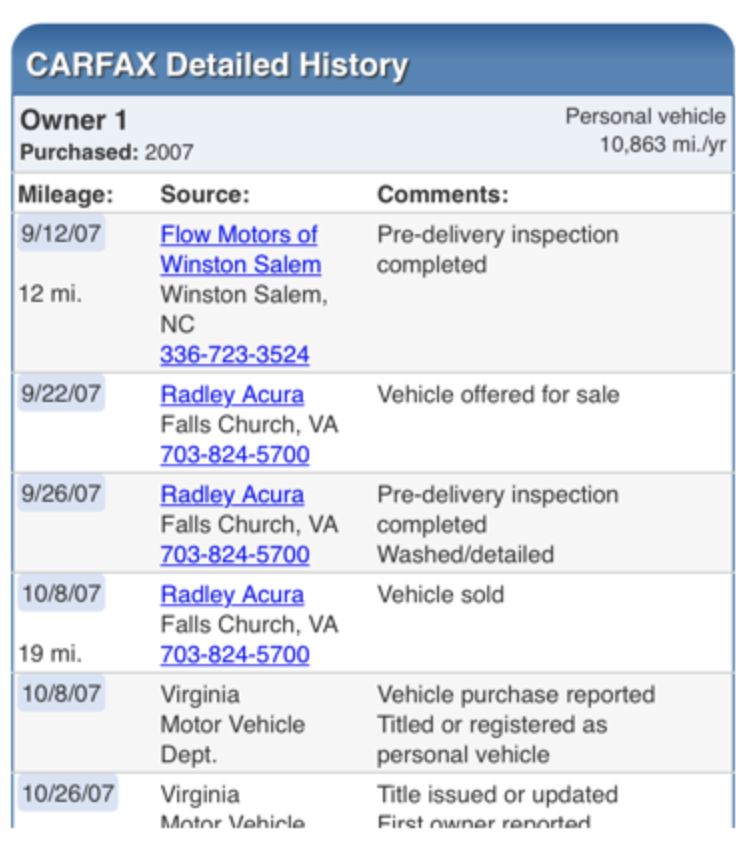 CARFAX Detailed History
Owner 1
Personal vehicle
Purchased: 2007
10,863 mi./yr
Mileage: Source: Comments:
9/12/07 Flow Motors of Pre-delivery inspection
Winston Salem completed
12 mi. Winston Salem,
NC
336-723-3524
9/22/07 Radley Acura Vehicle offered for sale
Falls Church, VA
703-824-5700
9/26/07 Radley Acura Pre-delivery inspection
Falls Church, VA completed
703-824-5700 Washed/detailed
10/8/07 Radley Acura Vehicle sold
Falls Church, VA
19 mi. 703-824-5700
10/8/07 Virginia Vehicle purchase reported
Motor Vehicle Titled or registered as
Dept. personal vehicle
10/26/07 Virginia Title issued or updated
Motor Vehicle First owner reported